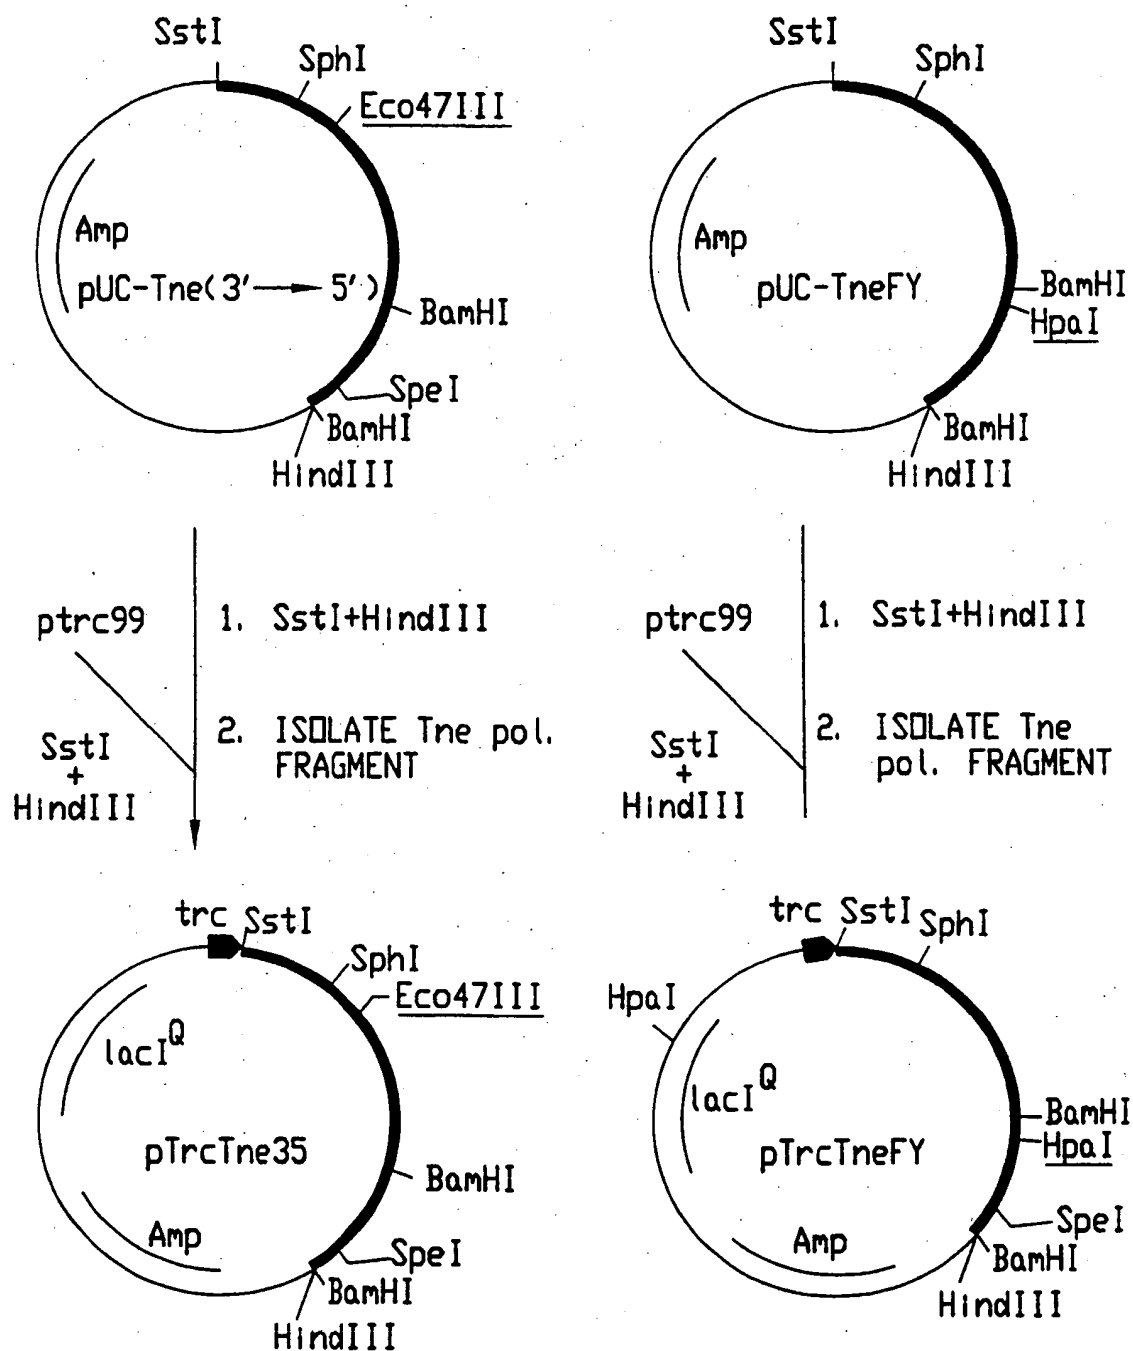 SstI
SphI
Eco47III
Amp
pUC-Tne(3'→5')
BamHI
SpeI
BamHI
HindIII
SstI
SphI
Amp
pUC-TneFY
BamHI
HpaI
BamHI
HindIII
ptrc99
SstI
+
HindIII
1. SstI+HindIII
2. ISOLATE Tne pol.
FRAGMENT
ptrc99
SstI
+
HindIII
1. SstI+HindIII
2. ISOLATE Tne
pol. FRAGMENT
trc
SstI
SphI
Eco47III
lacI^Q
pTrcTne35
BamHI
Amp
SpeI
BamHI
HindIII
trc
SstI
SphI
HpaI
lacI^Q
BamHI
pTrcTneFY
HpaI
SpeI
Amp
BamHI
HindIII